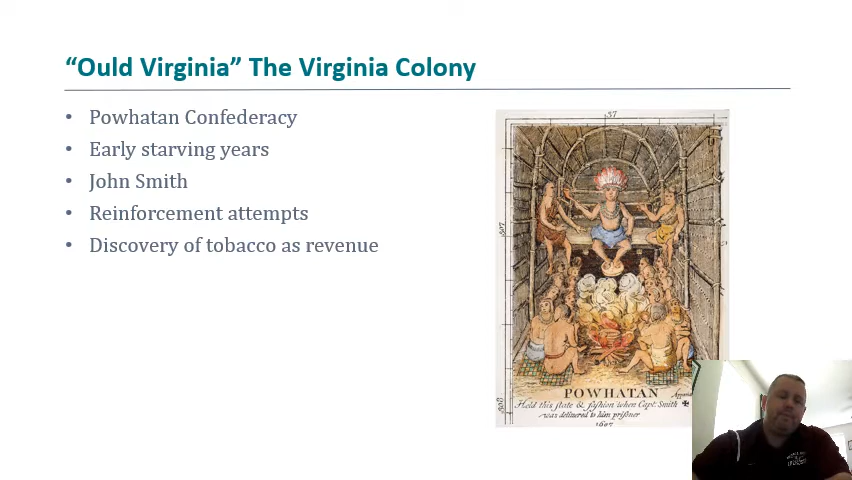 “Ould Virginia” The Virginia Colony
• Powhatan Confederacy
• Early starving years
• John Smith
• Reinforcement attempts
• Discovery of tobacco as revenue
37
POWHATAN
Held this state & fashion when Capt. Smith
was delivered to him prisoner
1607